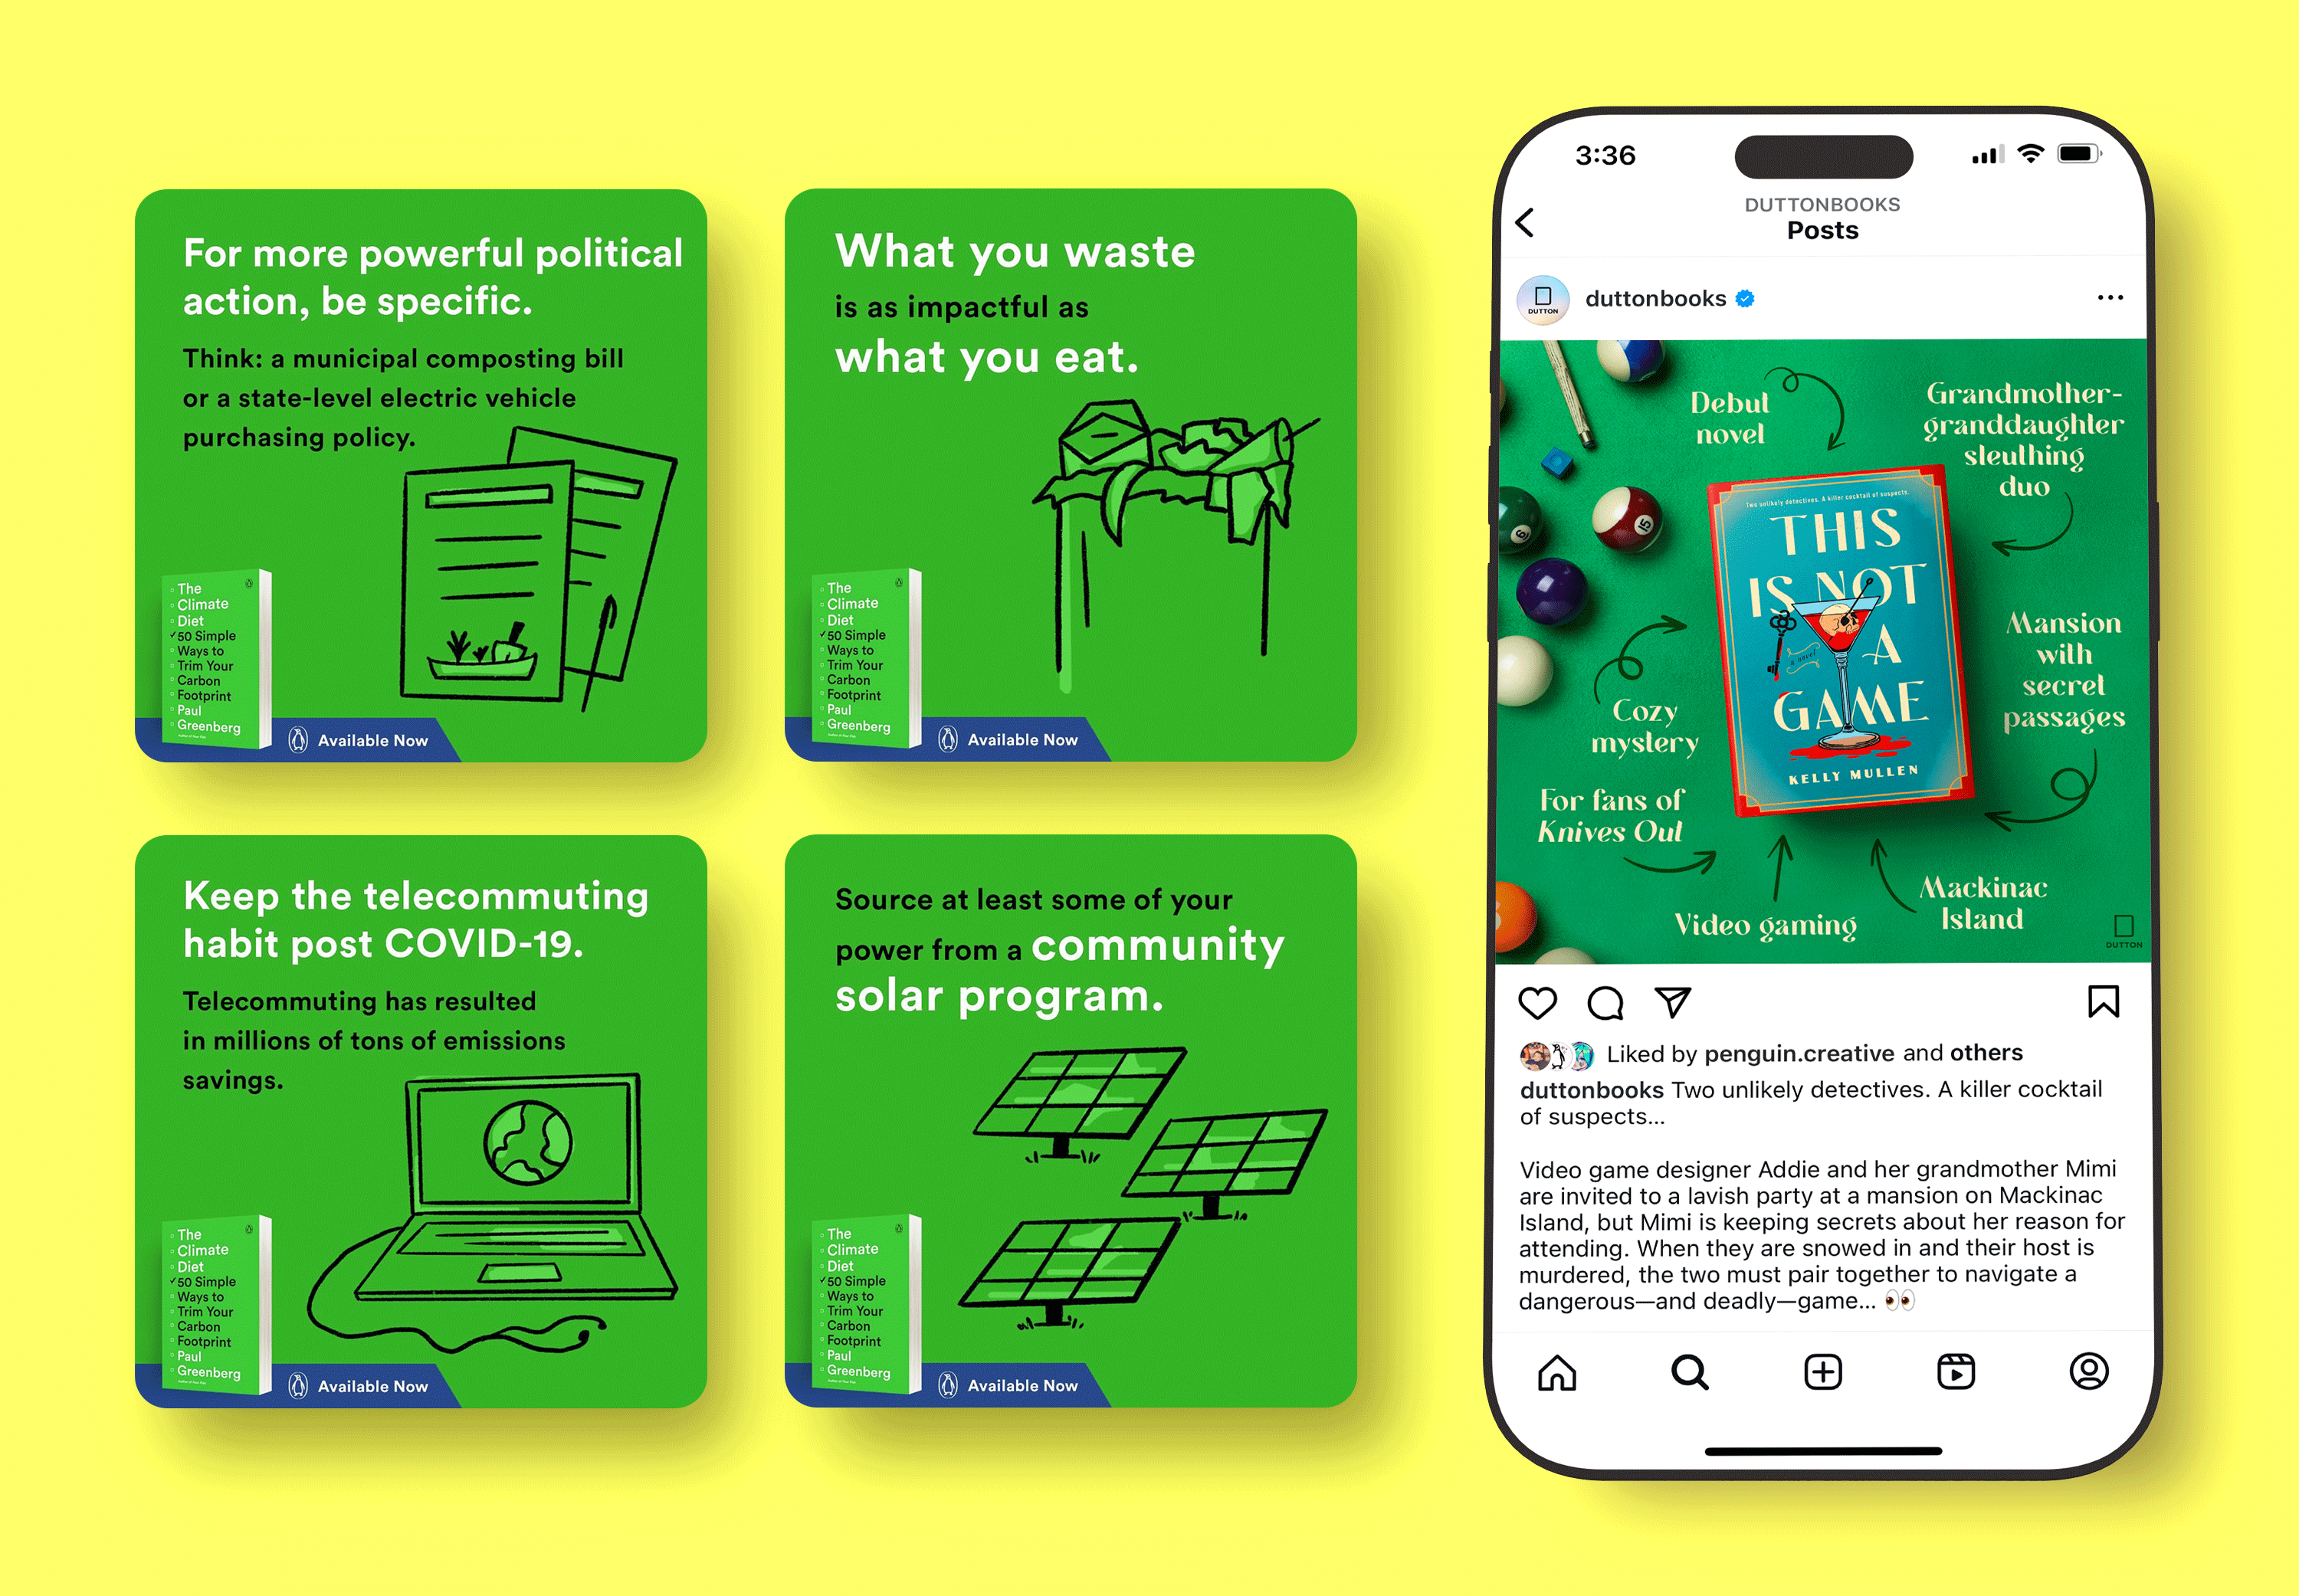 For more powerful political
action, be specific.
Think: a municipal composting bill
or a state-level electric vehicle
purchasing policy.
The
Climate
Diet
50 Simple
Ways to
Trim Your
Carbon
Footprint
Paul
Greenberg
Available Now
What you waste
is as impactful as
what you eat.
The
Climate
Diet
50 Simple
Ways to
Trim Your
Carbon
Footprint
Paul
Greenberg
Available Now
Keep the telecommuting
habit post COVID-19.
Telecommuting has resulted
in millions of tons of emissions
savings.
The
Climate
Diet
50 Simple
Ways to
Trim Your
Carbon
Footprint
Paul
Greenberg
Available Now
Source at least some of your
power from a community
solar program.
The
Climate
Diet
50 Simple
Ways to
Trim Your
Carbon
Footprint
Paul
Greenberg
Available Now
3:36
DUTTONBOOKS
Posts
DUTTON
duttonbooks
Debut
novel
Grandmother-
granddaughter
sleuthing
duo
6
15
Two unlikely detectives. A killer cocktail of suspects.
THIS
IS NOT
A
a novel
GAME
KELLY MULLEN
Mansion
with
secret
passages
Cozy
mystery
For fans of
Knives Out
Video gaming
Mackinac
Island
DUTTON
Liked by penguin.creative and others
duttonbooks Two unlikely detectives. A killer cocktail
of suspects...
Video game designer Addie and her grandmother Mimi
are invited to a lavish party at a mansion on Mackinac
Island, but Mimi is keeping secrets about her reason for
attending. When they are snowed in and their host is
murdered, the two must pair together to navigate a
dangerous—and deadly—game... 👀